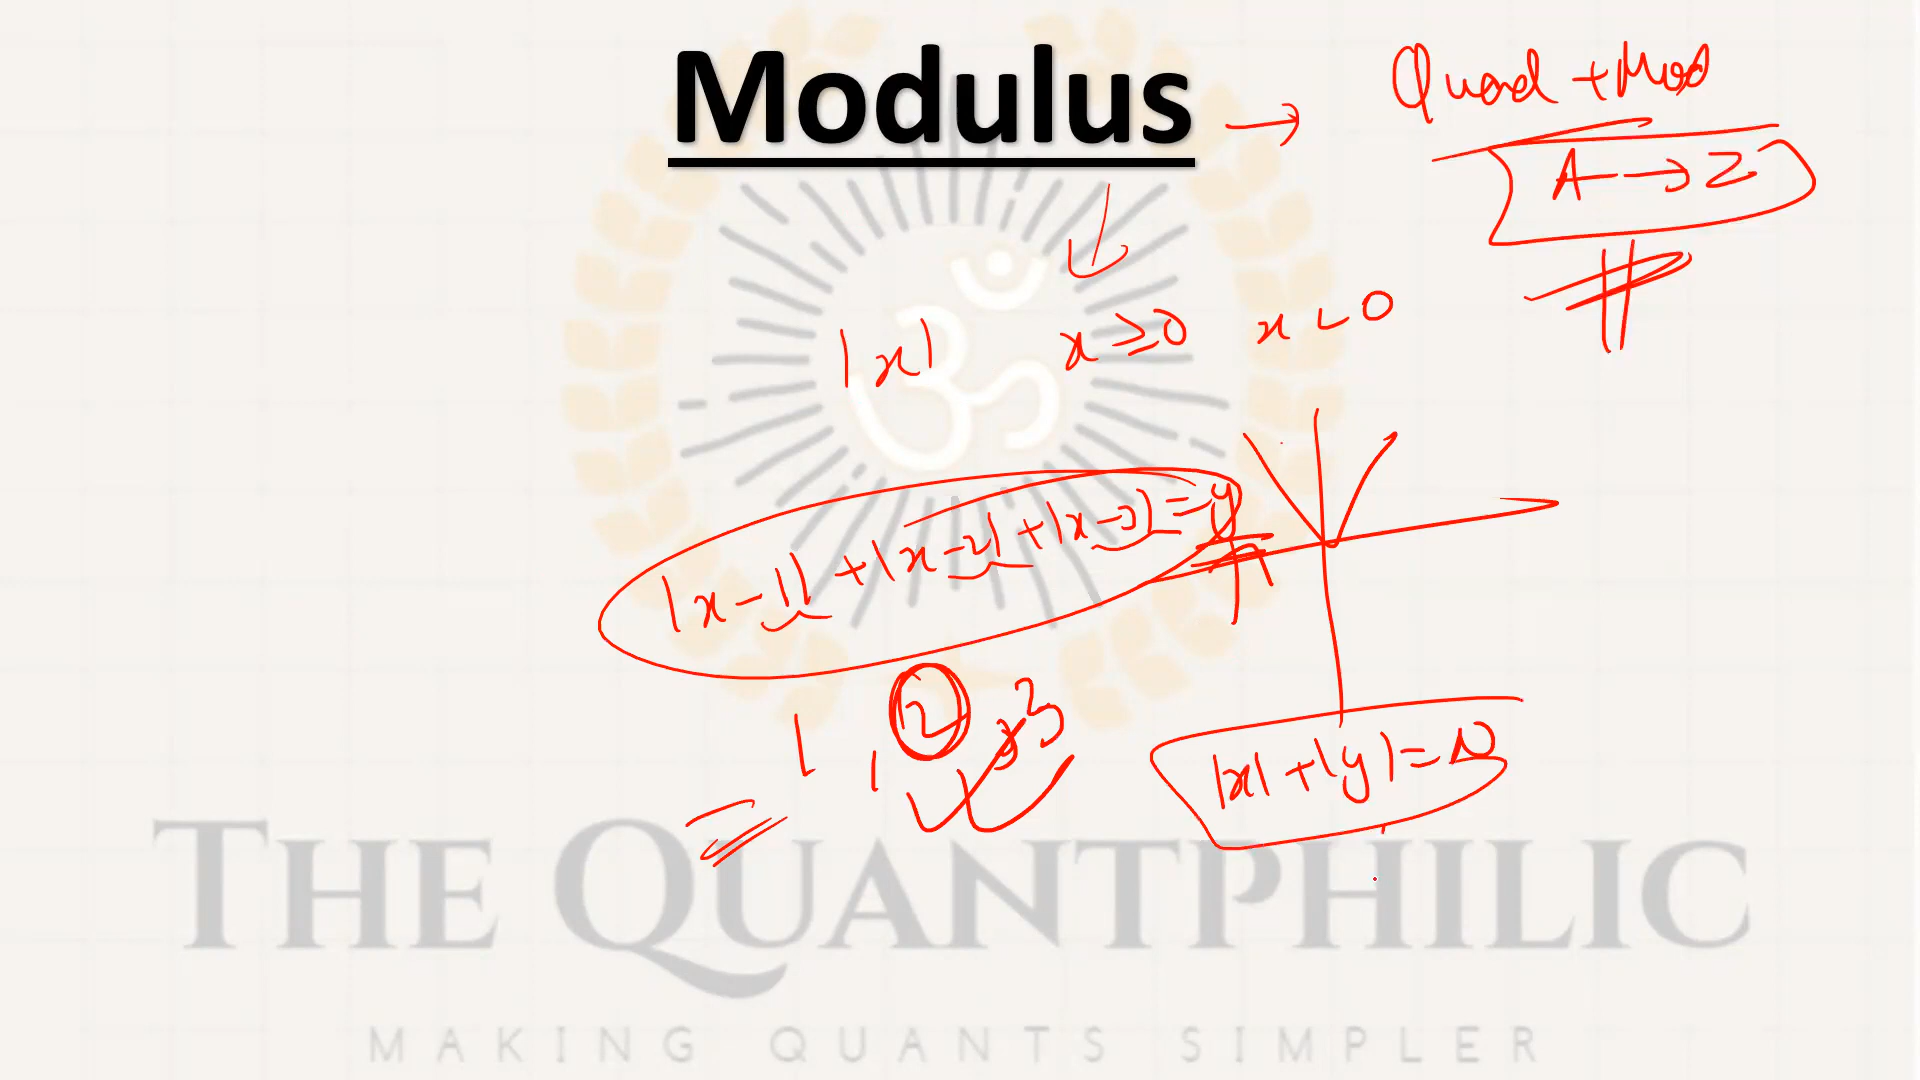 Modulus → Quad + Mod
A → Z
|x| x ≥ 0 x < 0
|x-1| + |x-2| + |x-3| = y
1, 2, 3
|x| + |y| = N
THE QUANTPHILIC
MAKING QUANTS SIMPLER